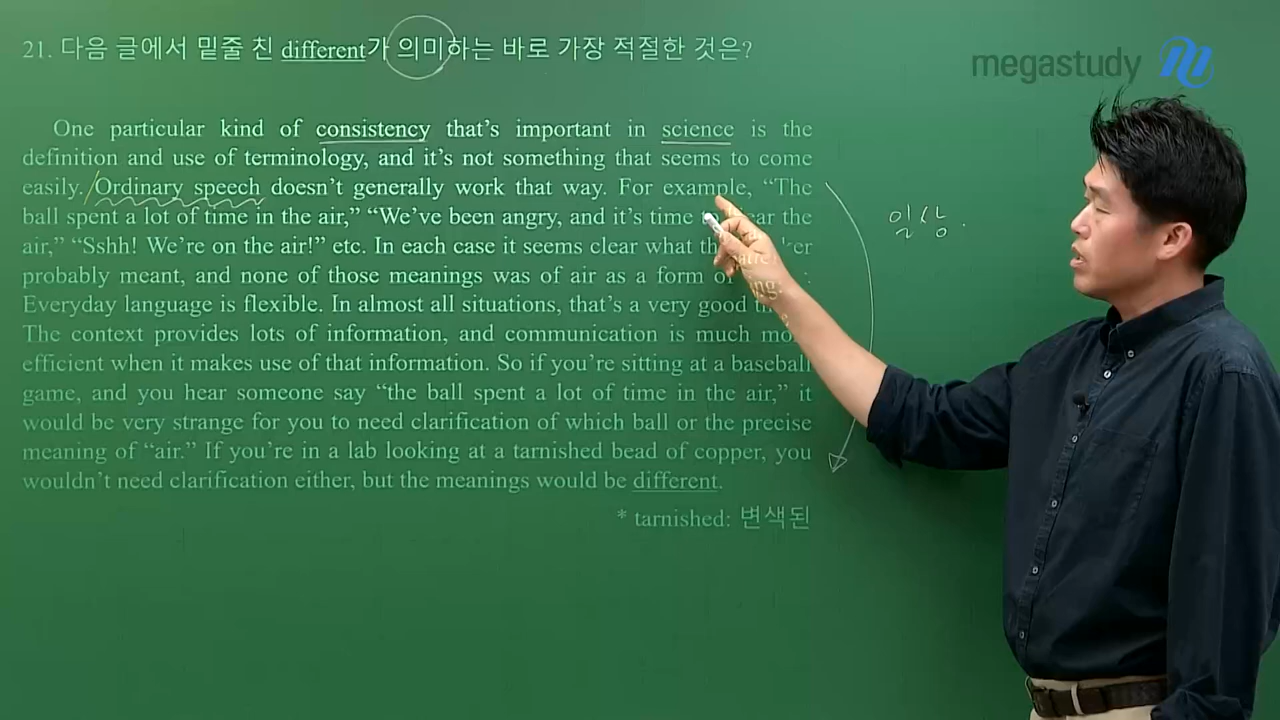 21. 다음 글에서 밑줄 친 different가 의미하는 바로 가장 적절한 것은?
megastudy
One particular kind of consistency that's important in science is the
definition and use of terminology, and it's not something that seems to come
easily. Ordinary speech doesn't generally work that way. For example, “The
ball spent a lot of time in the air,” “We've been angry, and it's time the
air,” “Sshh! We're on the air!” etc. In each case it seems clear what
probably meant, and none of those meanings was of air as a form of
Everyday language is flexible. In almost all situations, that's a very good
The context provides lots of information, and communication is much
efficient when it makes use of that information. So if you're sitting at a baseball
game, and you hear someone say “the ball spent a lot of time in the air,” it
would be very strange for you to need clarification of which ball or the precise
meaning of “air.” If you're in a lab looking at a tarnished bead of copper, you
wouldn't need clarification either, but the meanings would be different.
* tarnished: 변색된
일상